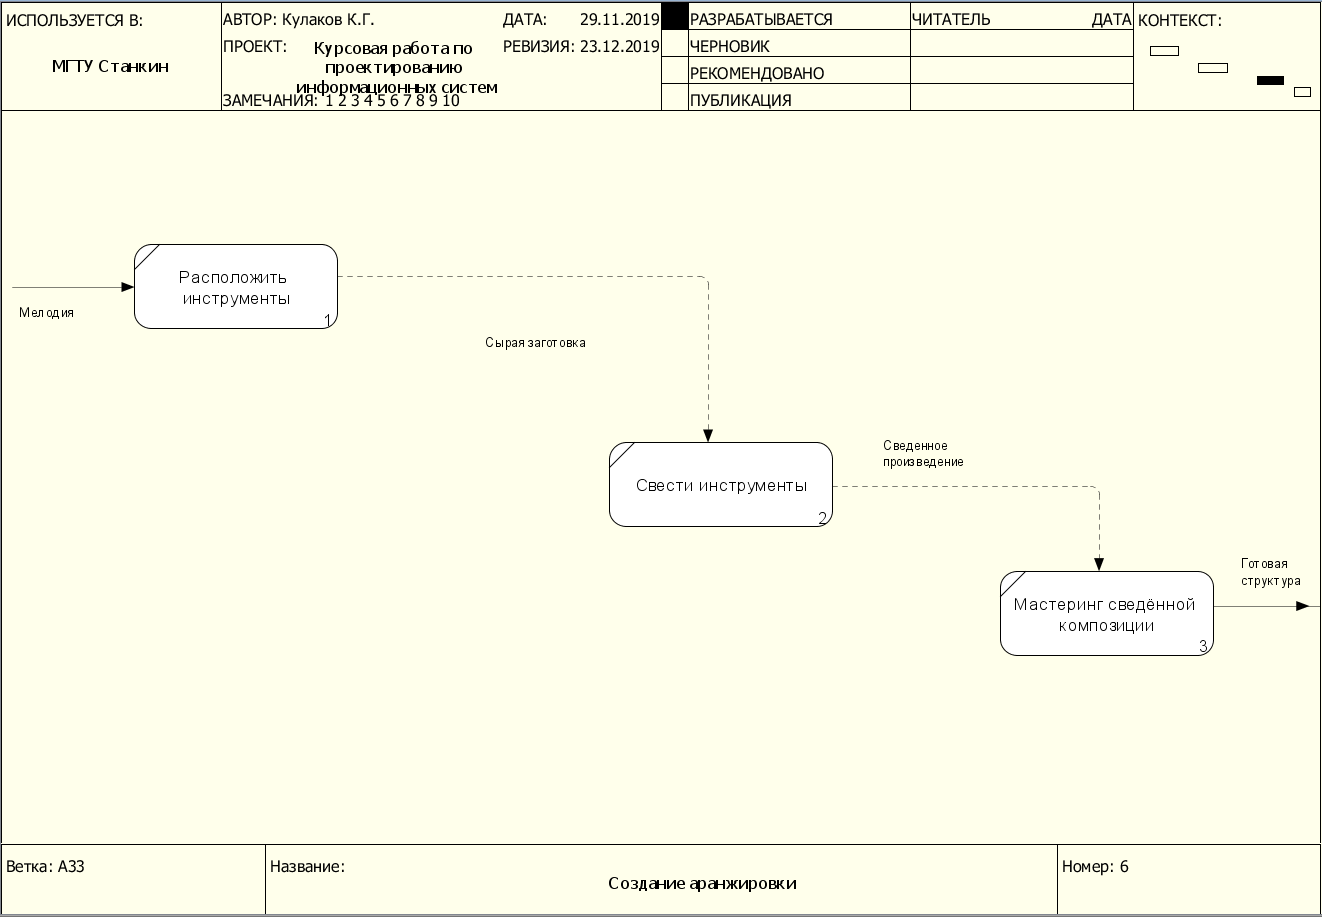 ИСПОЛЬЗУЕТСЯ В:
МГТУ Станкин
АВТОР: Кулаков К.Г.
ДАТА: 29.11.2019
ПРОЕКТ:
Курсовая работа по
проектированию
информационных систем
РЕВИЗИЯ: 23.12.2019
ЗАМЕЧАНИЯ: 1 2 3 4 5 6 7 8 9 10
РАЗРАБАТЫВАЕТСЯ
ЧЕРНОВИК
РЕКОМЕНДОВАНО
ПУБЛИКАЦИЯ
ЧИТАТЕЛЬ
ДАТА
КОНТЕКСТ:
Расположить
инструменты
1
Мелодия
Сырая заготовка
Свести инструменты
2
Сведенное
произведение
Мастеринг сведённой
композиции
3
Готовая
структура
Ветка: A33
Название:
Создание аранжировки
Номер: 6